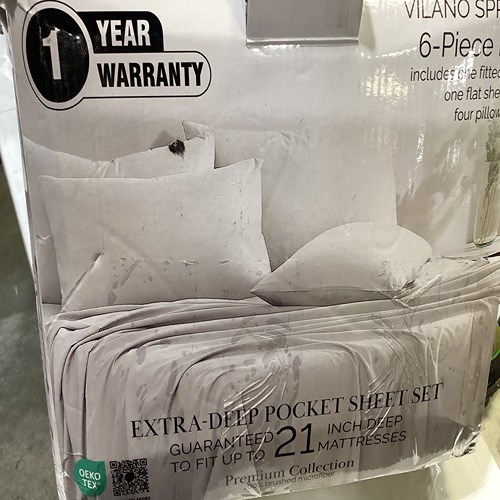 1 YEAR
WARRANTY
VILANO SPR
6-Piece
includes one fitted
one flat she
four pillow
EXTRA-DEEP POCKET SHEET SET
GUARANTEED
TO FIT UP TO 21 INCH DEEP
MATTRESSES
Premium Collection
brushed microfiber
OEKO
TEX